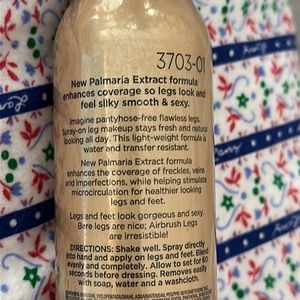 3703-01
New Palmaria Extract formula
enhances coverage so legs look and
feel silky smooth & sexy.
Imagine pantyhose-free flawless legs.
Spray-on leg makeup stays fresh and natural
looking all day. This light-weight formula is
water and transfer resistant.
New Palmaria Extract formula
enhances the coverage of freckles, veins
and imperfections, while helping stimulate
microcirculation for healthier looking
legs and feet.
Legs and feet look gorgeous and sexy.
Bare legs are nice; Airbrush Legs
are irresistible!
DIRECTIONS: Shake well. Spray directly
into hand and apply on legs and feet. Blend
evenly and completely. Allow to set for 60
seconds before dressing. Removes easily
with soap, water and a washcloth.